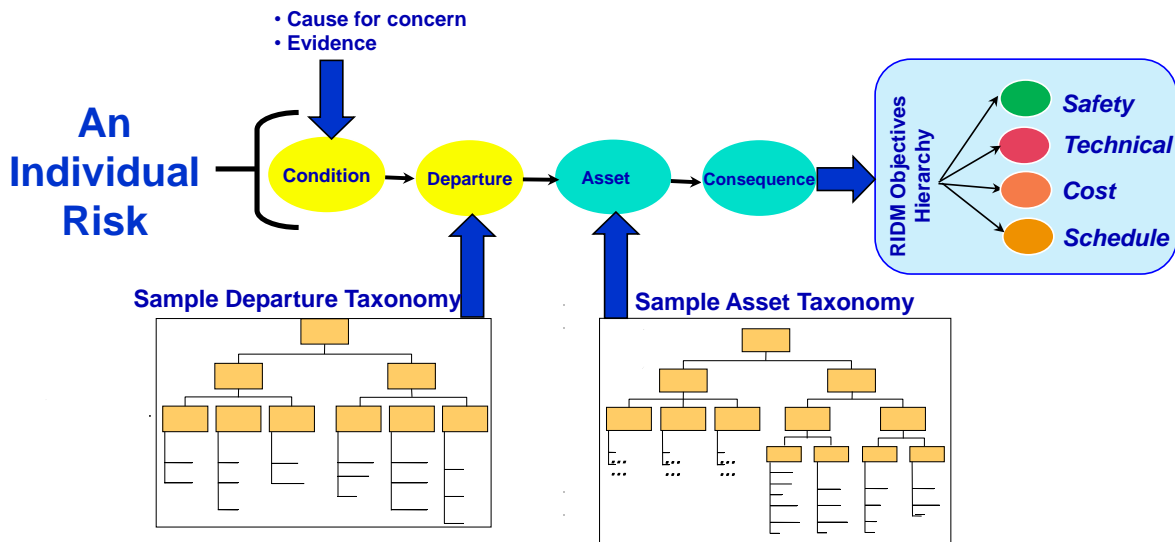 • Cause for concern
• Evidence
An
Individual
Risk
Condition
Departure
Asset
Consequence
RIDM Objectives
Hierarchy
Safety
Technical
Cost
Schedule
Sample Departure Taxonomy
Sample Asset Taxonomy
...
...
...
...
...
...